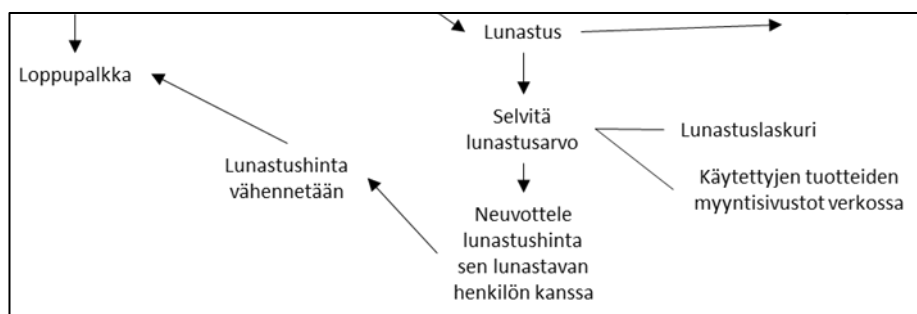 Lunastus
Loppupalkka
Selvitä
lunastusarvo
Lunastuslaskuri
Lunastushinta
vähennetään
Käytettyjen tuotteiden
myyntisivustot verkossa
Neuvottele
lunastushinta
sen lunastavan
henkilön kanssa